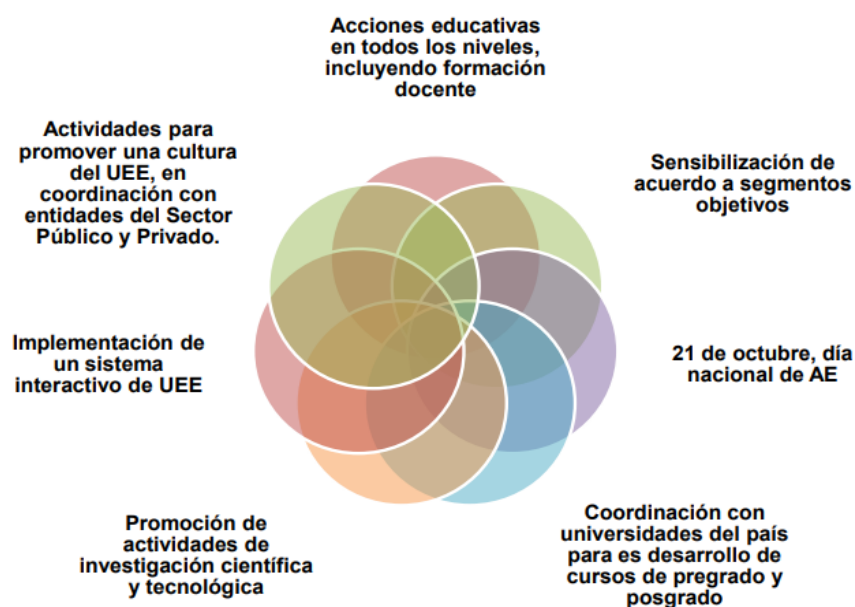 Acciones educativas
en todos los niveles,
incluyendo formación
docente
Sensibilización de
acuerdo a segmentos
objetivos
21 de octubre, día
nacional de AE
Coordinación con
universidades del país
para es desarrollo de
cursos de pregrado y
posgrado
Promoción de
actividades de
investigación científica
y tecnológica
Implementación de
un sistema
interactivo de UEE
Actividades para
promover una cultura
del UEE, en
coordinación con
entidades del Sector
Público y Privado.